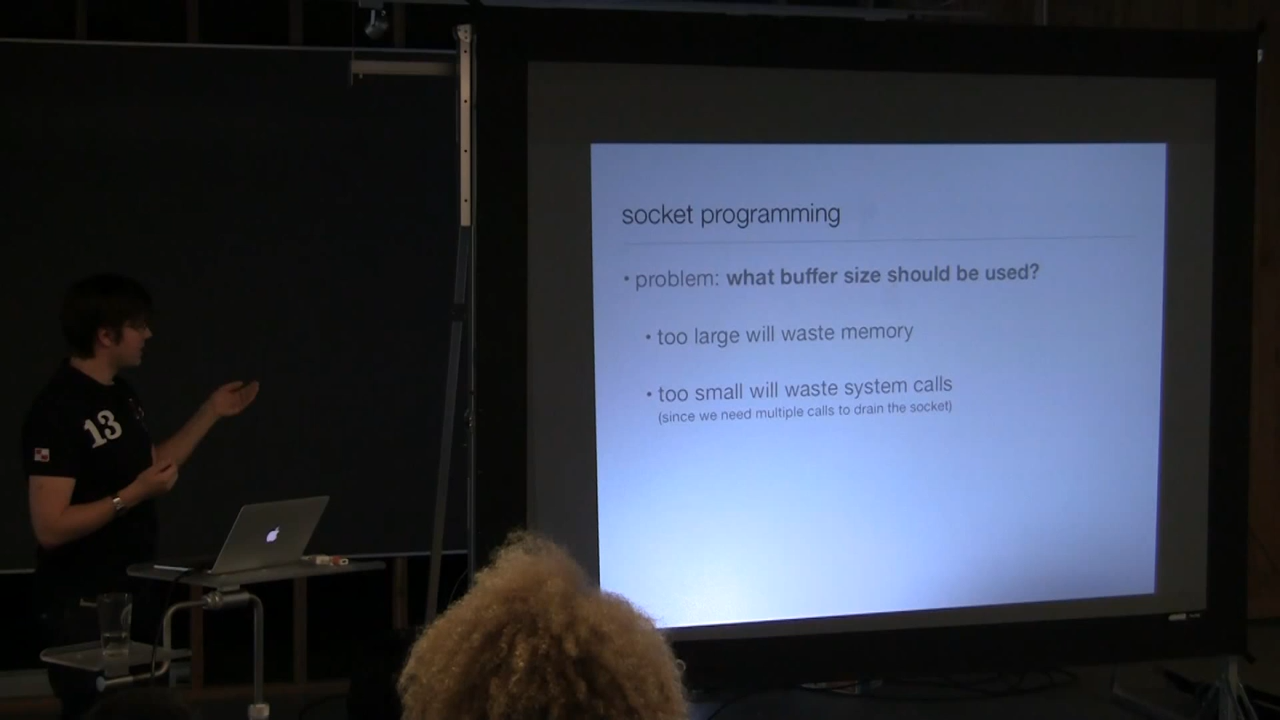 socket programming
• problem: what buffer size should be used?
• too large will waste memory
• too small will waste system calls
(since we need multiple calls to drain the socket)
13